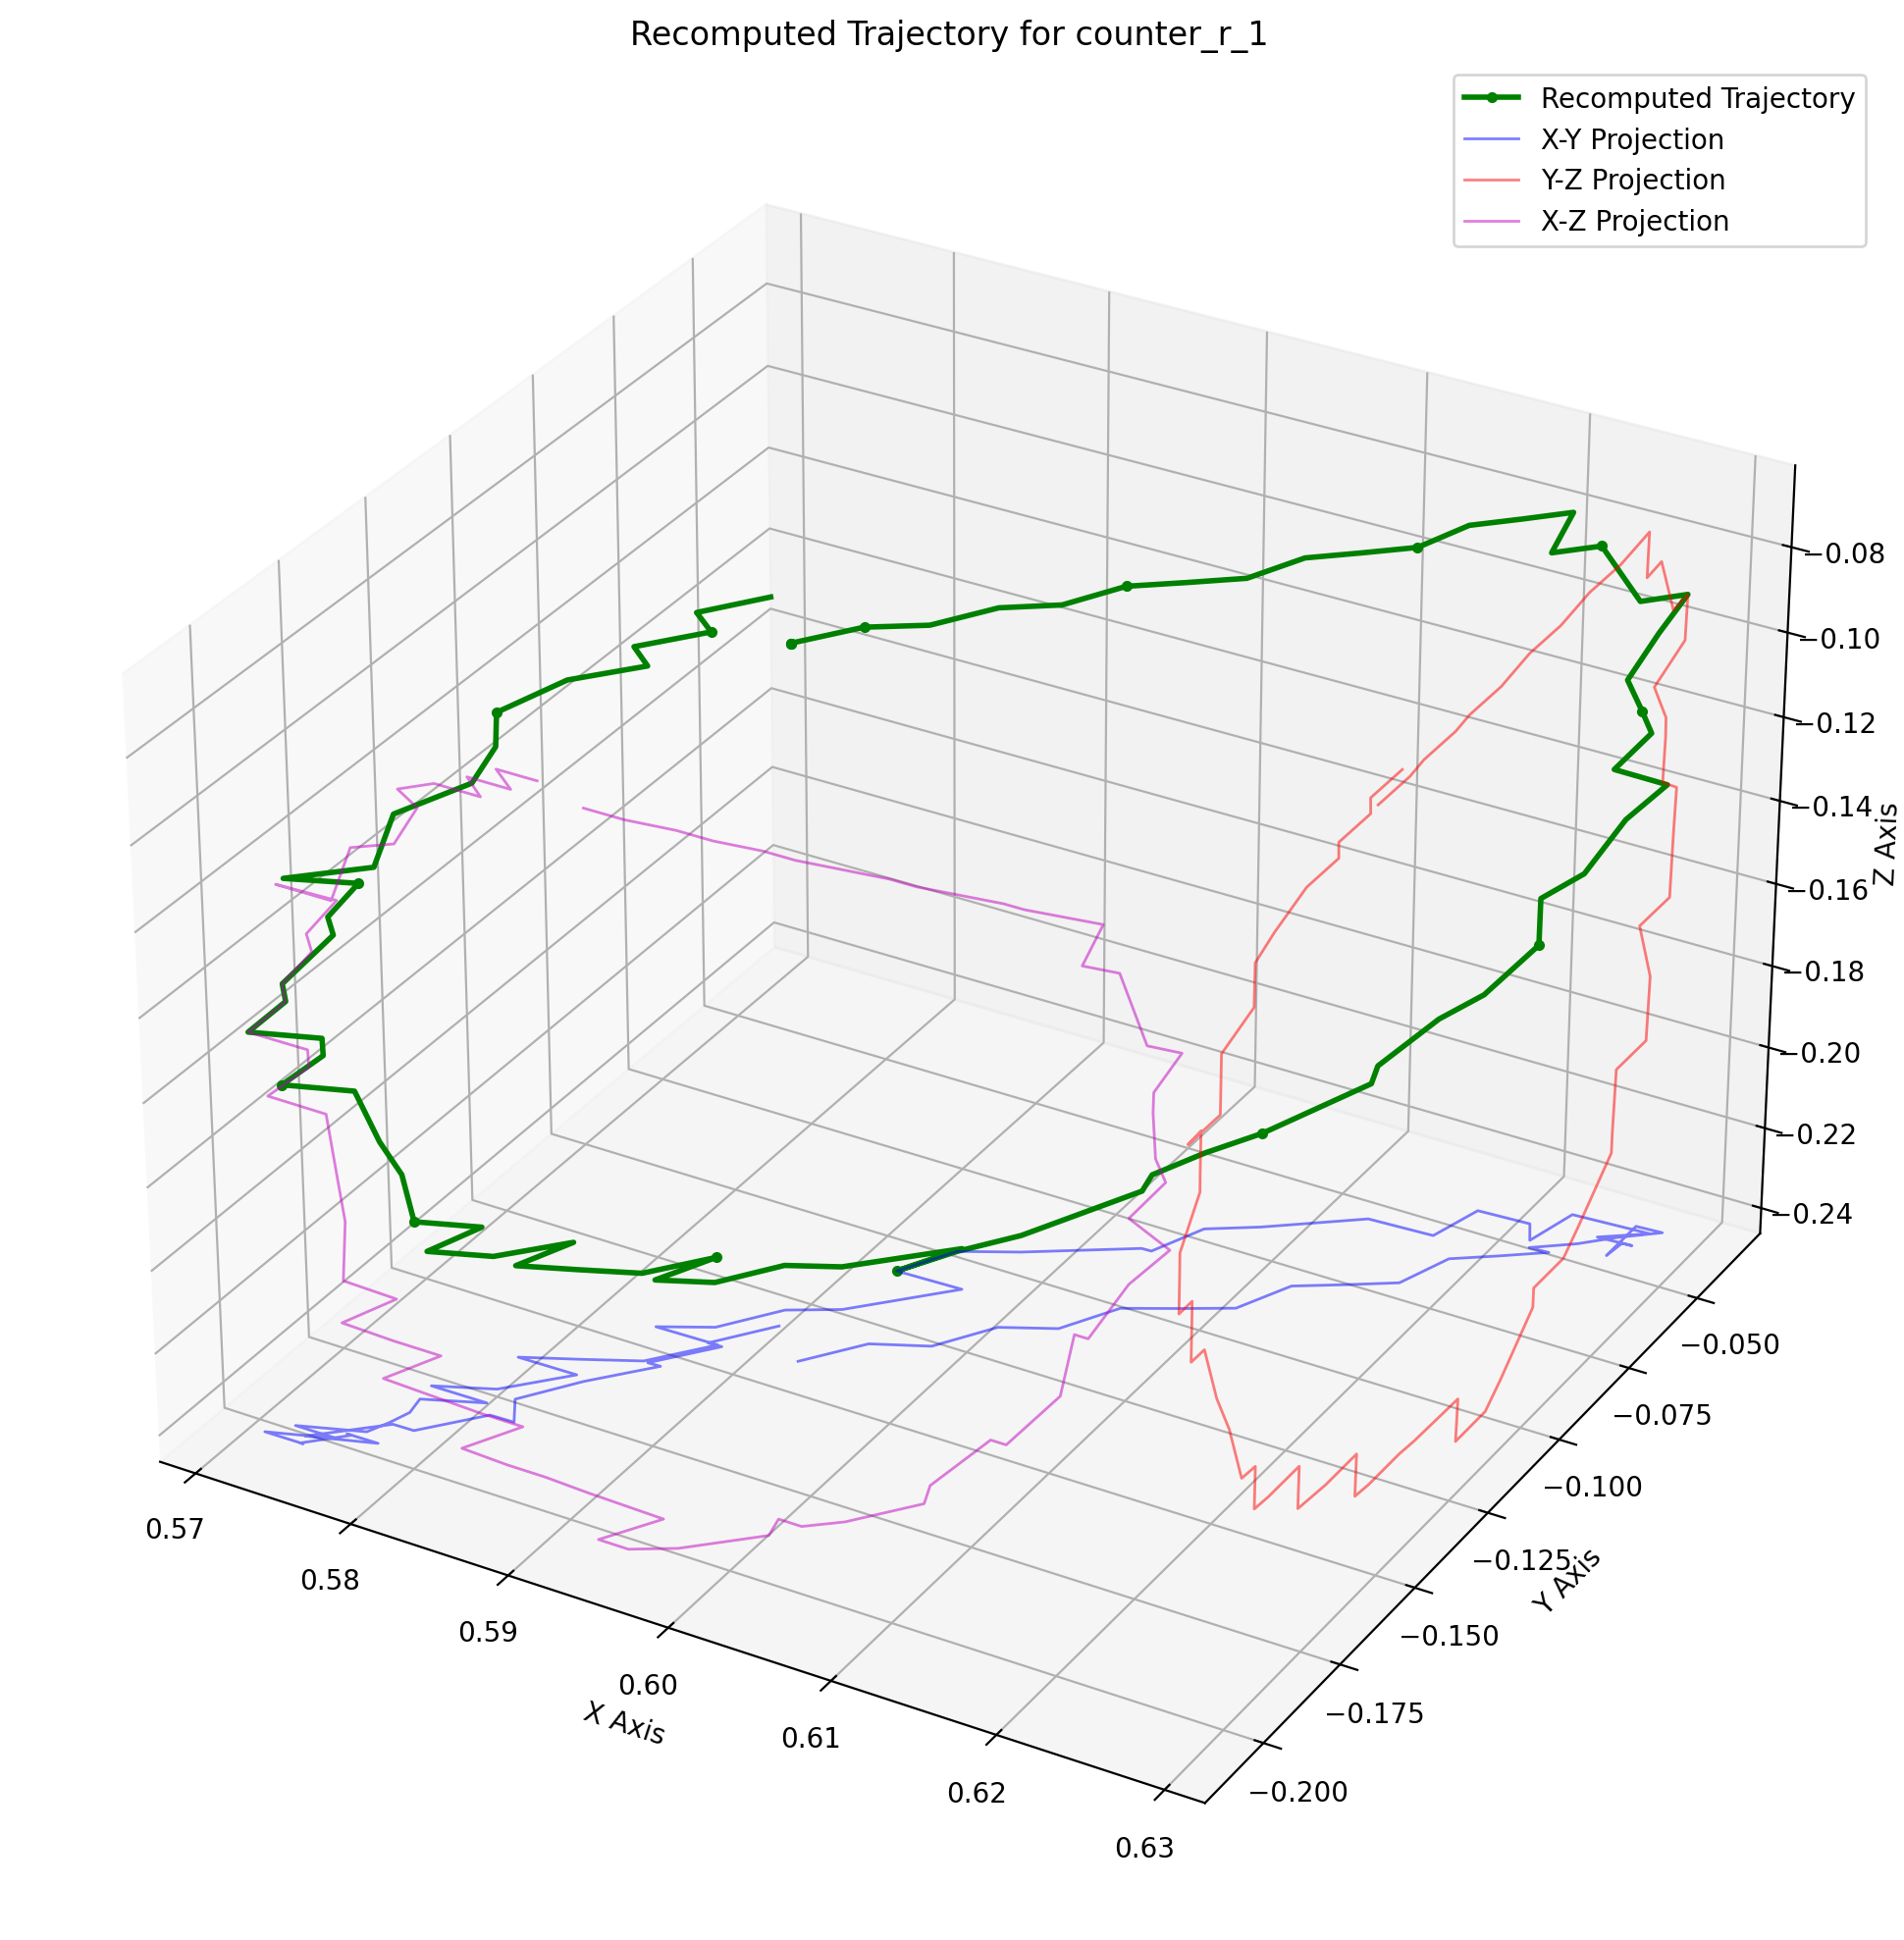 Recomputed Trajectory for counter_r_1
Recomputed Trajectory
X-Y Projection
Y-Z Projection
X-Z Projection
−0.08
−0.10
−0.12
−0.14
−0.16
−0.18
−0.20
−0.22
−0.24
Z Axis
−0.050
−0.075
−0.100
−0.125
−0.150
−0.175
−0.200
Y Axis
0.57
0.58
0.59
0.60
0.61
0.62
0.63
X Axis